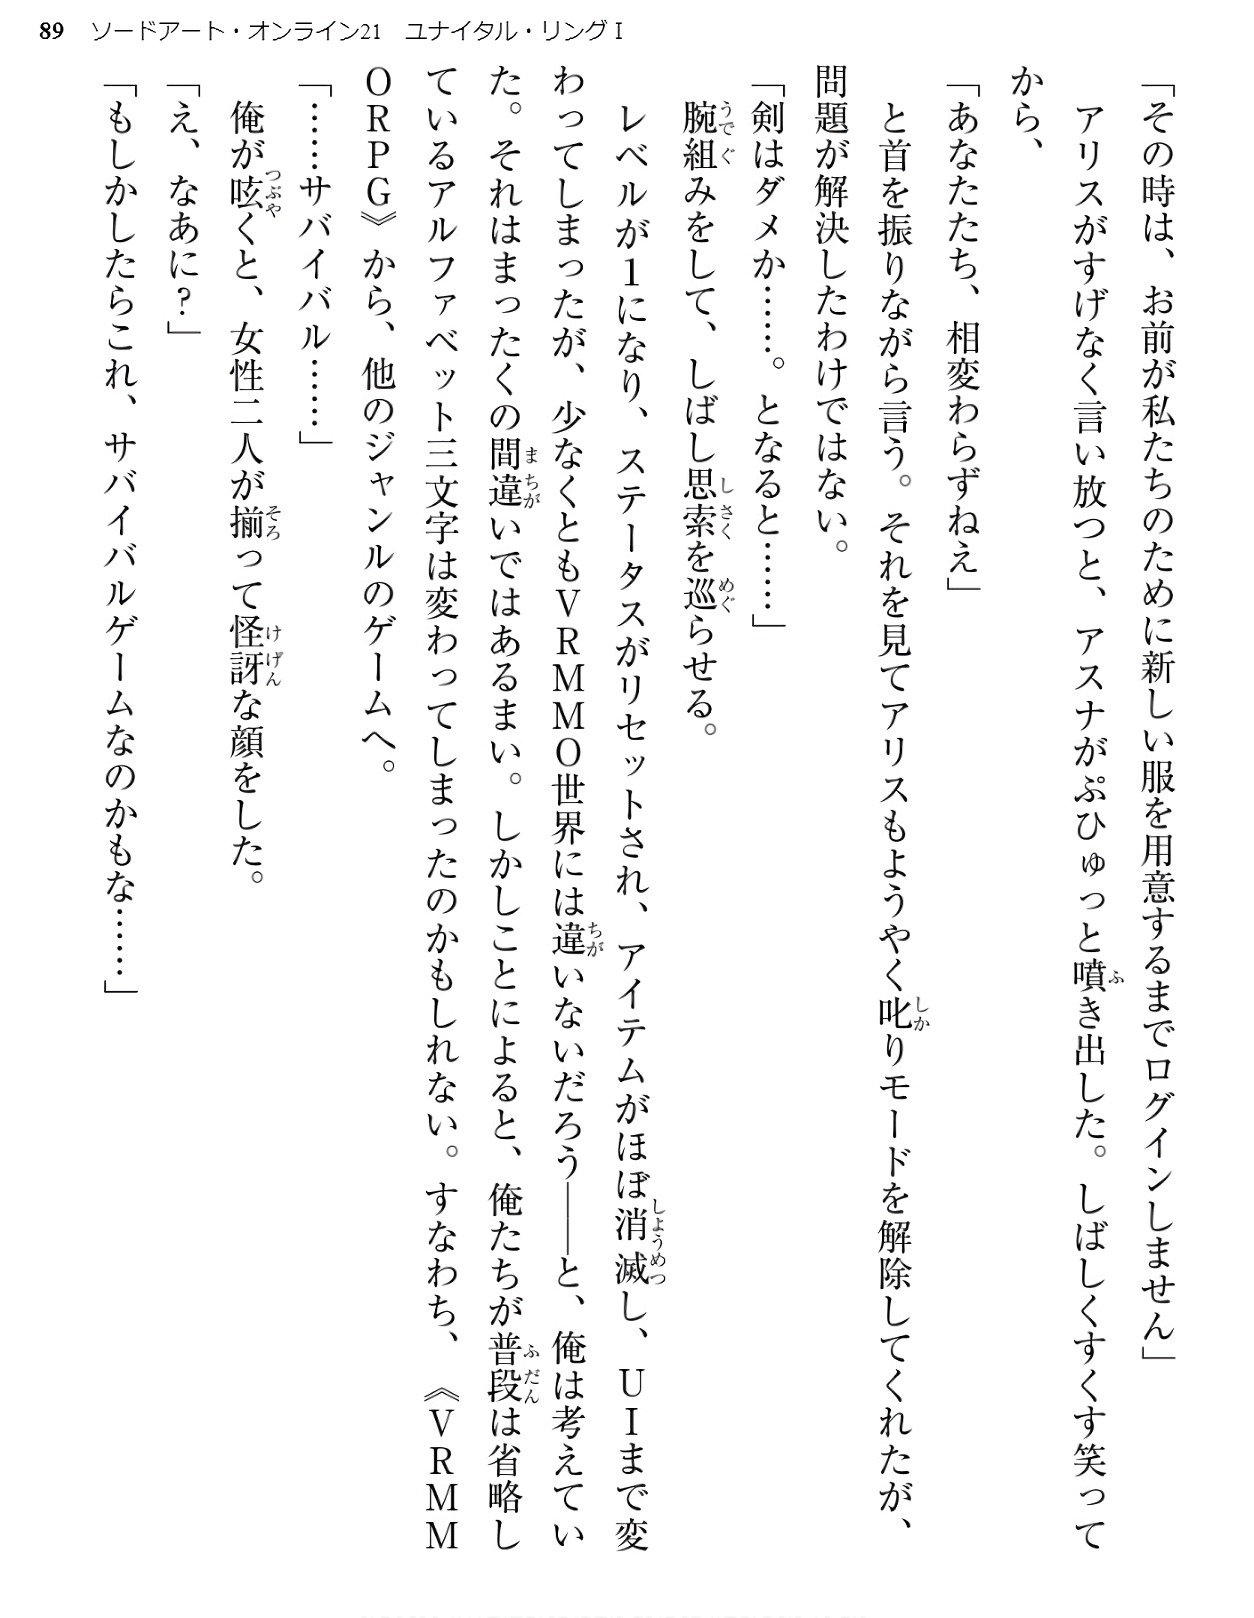 89 ソードアート・オンライン21 ユナイタル・リングⅠ
「その時は、お前が私たちのために新しい服を用意するまでログインしません」
アリスがすげなく言い放つと、アスナがぷひゅっと噴き出した。しばしくすくす笑って
から、
「あなたたち、相変わらずねえ」
と首を振りながら言う。それを見てアリスもようやく叱りモードを解除してくれたが、
問題が解決したわけではない。
「剣はダメか……。となると……」
腕組みをして、しばし思索を巡らせる。
レベルが1になり、ステータスがリセットされ、アイテムがほぼ消滅し、UIまで変
わってしまったが、少なくともVRMMO世界には違いないだろう――と、俺は考えてい
た。それはまったくの間違いではあるまい。しかしことによると、俺たちが普段は省略し
ているアルファベット三文字は変わってしまったのかもしれない。すなわち、《VRMM
ORPG》から、他のジャンルのゲームへ。
「……サバイバル……」
俺が呟くと、女性二人が揃って怪訝な顔をした。
「え、なあに？」
「もしかしたらこれ、サバイバルゲームなのかもな……」